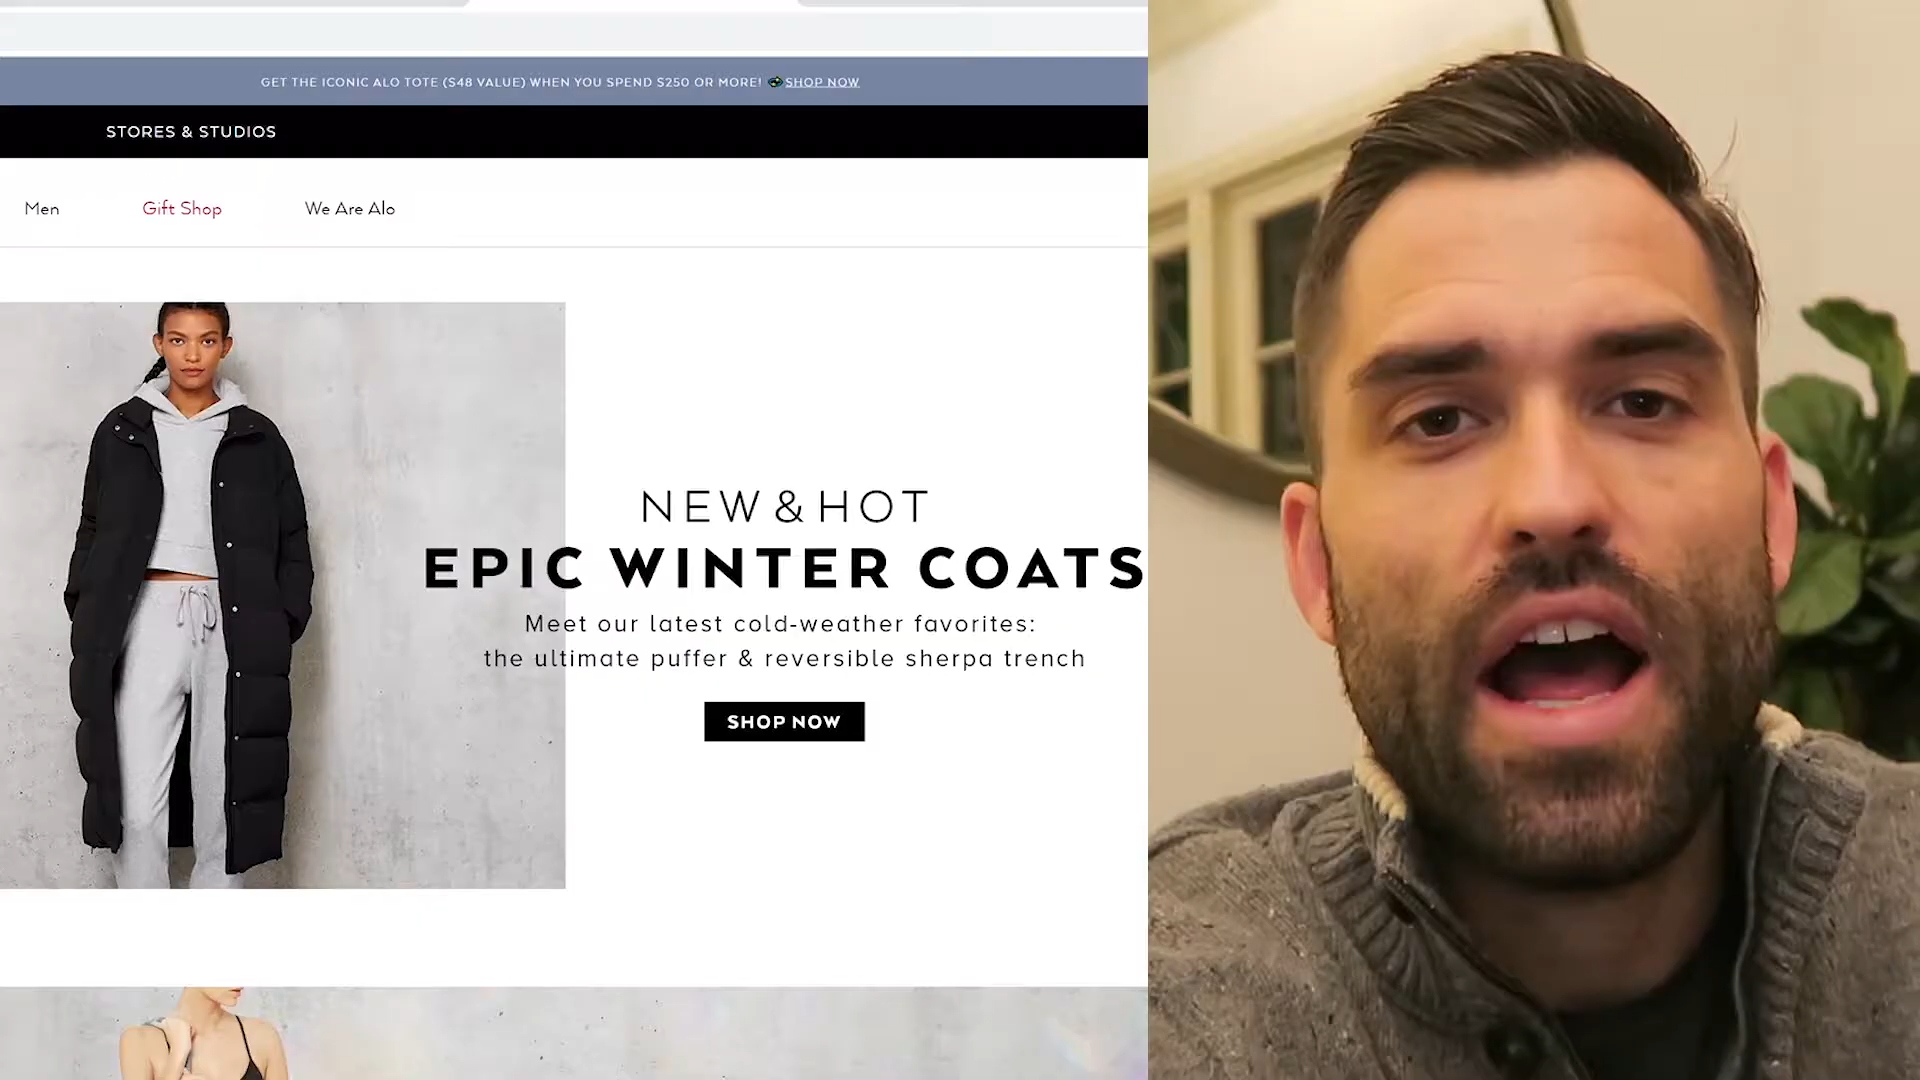 GET THE ICONIC ALO TOTE ($48 VALUE) WHEN YOU SPEND $250 OR MORE! SHOP NOW
STORES & STUDIOS
Men
Gift Shop
We Are Alo
NEW & HOT
EPIC WINTER COATS
Meet our latest cold-weather favorites:
the ultimate puffer & reversible sherpa trench
SHOP NOW